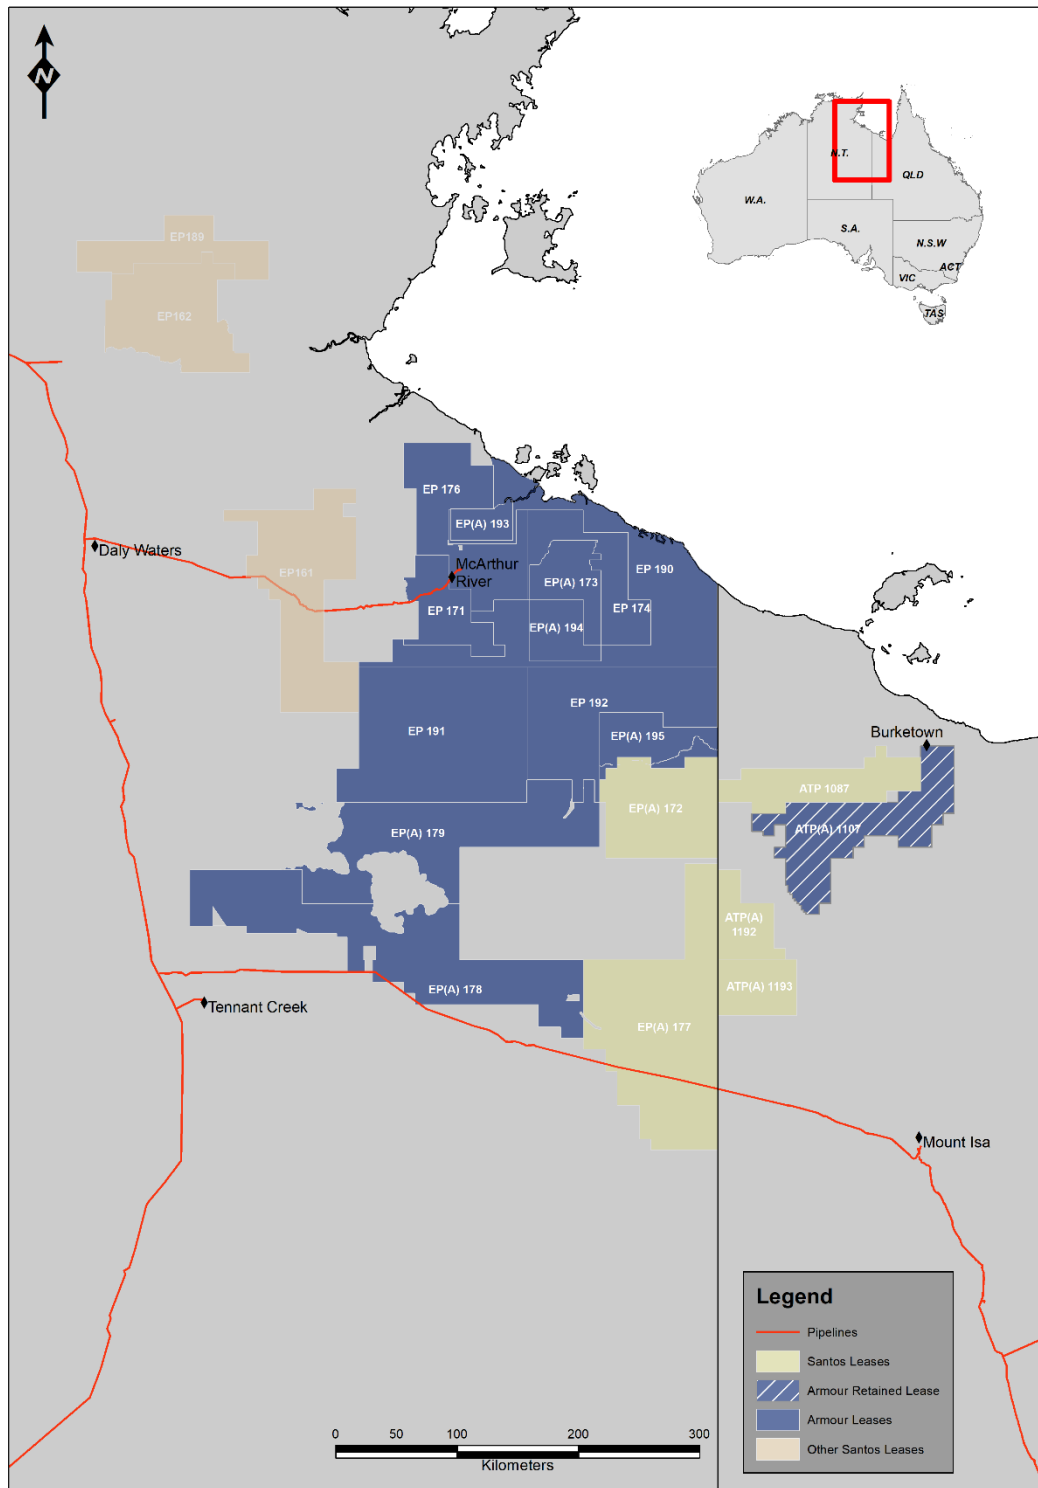 N
N.T.
QLD
W.A.
S.A.
N.S.W
ACT
VIC
TAS
EP189
EP162
EP 176
EP(A) 193
Daly Waters
McArthur
River
EP161
EP(A) 173
EP 190
EP 171
EP 174
EP(A) 194
EP 192
EP 191
EP(A) 195
Burketown
ATP 1087
EP(A) 172
EP(A) 179
ATP(A) 1107
ATP(A)
1192
EP(A) 178
ATP(A) 1193
Tennant Creek
EP(A) 177
Mount Isa
Legend
Pipelines
Santos Leases
Armour Retained Lease
Armour Leases
Other Santos Leases
0 50 100 200 300
Kilometers